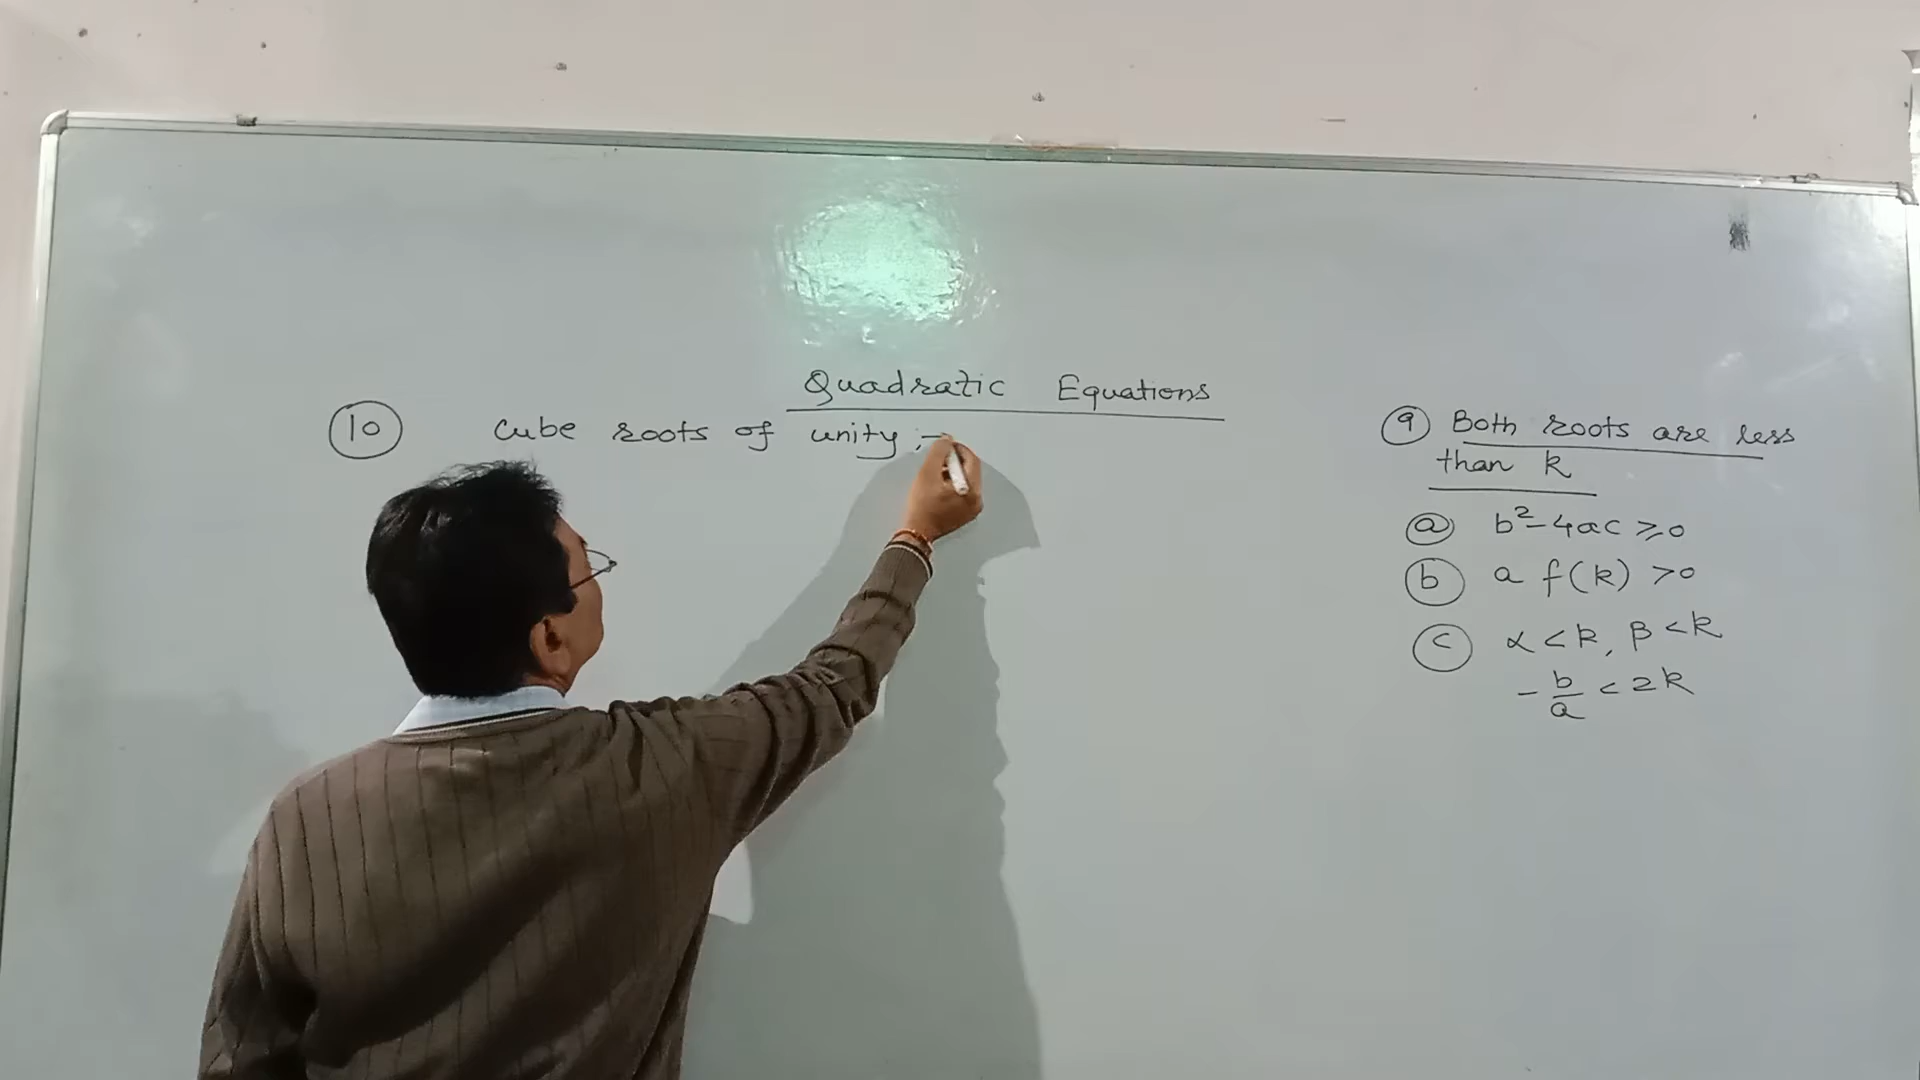 Quadratic Equations
10 Cube roots of unity :-
9 Both roots are less
than k
a b²-4ac ⩾0
b a f(k) >0
c α<k, β<k
- b/a <2k